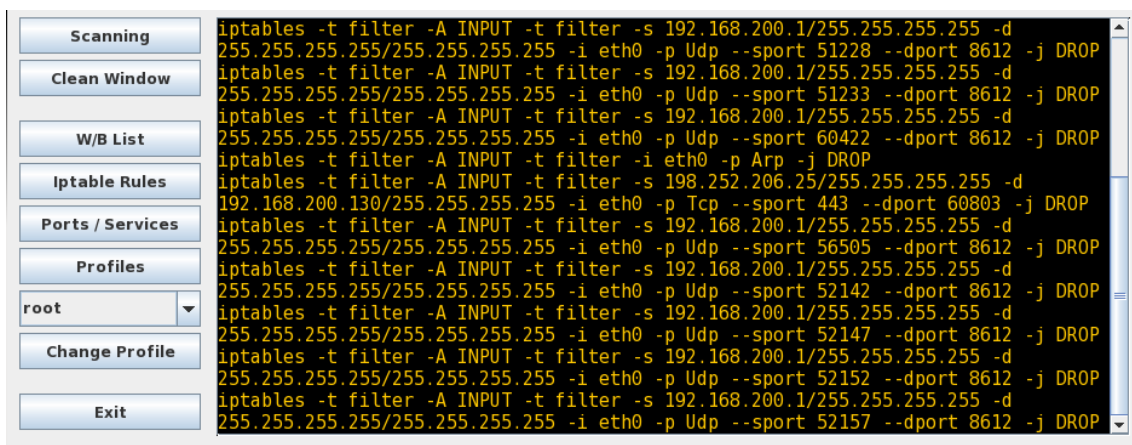 Scanning
Clean Window
W/B List
Iptable Rules
Ports / Services
Profiles
root
Change Profile
Exit
iptables -t filter -A INPUT -t filter -s 192.168.200.1/255.255.255.255 -d
255.255.255.255/255.255.255.255 -i eth0 -p Udp --sport 51228 --dport 8612 -j DROP
iptables -t filter -A INPUT -t filter -s 192.168.200.1/255.255.255.255 -d
255.255.255.255/255.255.255.255 -i eth0 -p Udp --sport 51233 --dport 8612 -j DROP
iptables -t filter -A INPUT -t filter -s 192.168.200.1/255.255.255.255 -d
255.255.255.255/255.255.255.255 -i eth0 -p Udp --sport 60422 --dport 8612 -j DROP
iptables -t filter -A INPUT -t filter -i eth0 -p Arp -j DROP
iptables -t filter -A INPUT -t filter -s 198.252.206.25/255.255.255.255 -d
192.168.200.130/255.255.255.255 -i eth0 -p Tcp --sport 443 --dport 60803 -j DROP
iptables -t filter -A INPUT -t filter -s 192.168.200.1/255.255.255.255 -d
255.255.255.255/255.255.255.255 -i eth0 -p Udp --sport 56505 --dport 8612 -j DROP
iptables -t filter -A INPUT -t filter -s 192.168.200.1/255.255.255.255 -d
255.255.255.255/255.255.255.255 -i eth0 -p Udp --sport 52142 --dport 8612 -j DROP
iptables -t filter -A INPUT -t filter -s 192.168.200.1/255.255.255.255 -d
255.255.255.255/255.255.255.255 -i eth0 -p Udp --sport 52147 --dport 8612 -j DROP
iptables -t filter -A INPUT -t filter -s 192.168.200.1/255.255.255.255 -d
255.255.255.255/255.255.255.255 -i eth0 -p Udp --sport 52152 --dport 8612 -j DROP
iptables -t filter -A INPUT -t filter -s 192.168.200.1/255.255.255.255 -d
255.255.255.255/255.255.255.255 -i eth0 -p Udp --sport 52157 --dport 8612 -j DROP